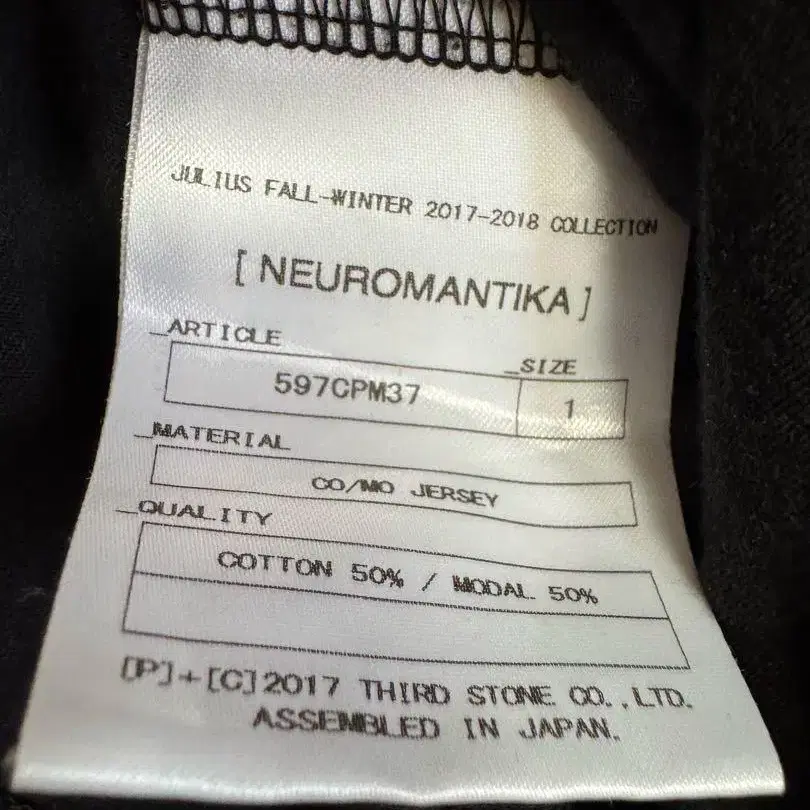 JULIUS FALL-WINTER 2017-2018 COLLECTION
[ NEUROMANTIKA ]
_ARTICLE
_SIZE
597CPM37
1
_MATERIAL
CO/MO JERSEY
_QUALITY
COTTON 50% / MODAL 50%
[P]+[C]2017 THIRD STONE CO.,LTD.
ASSEMBLED IN JAPAN.